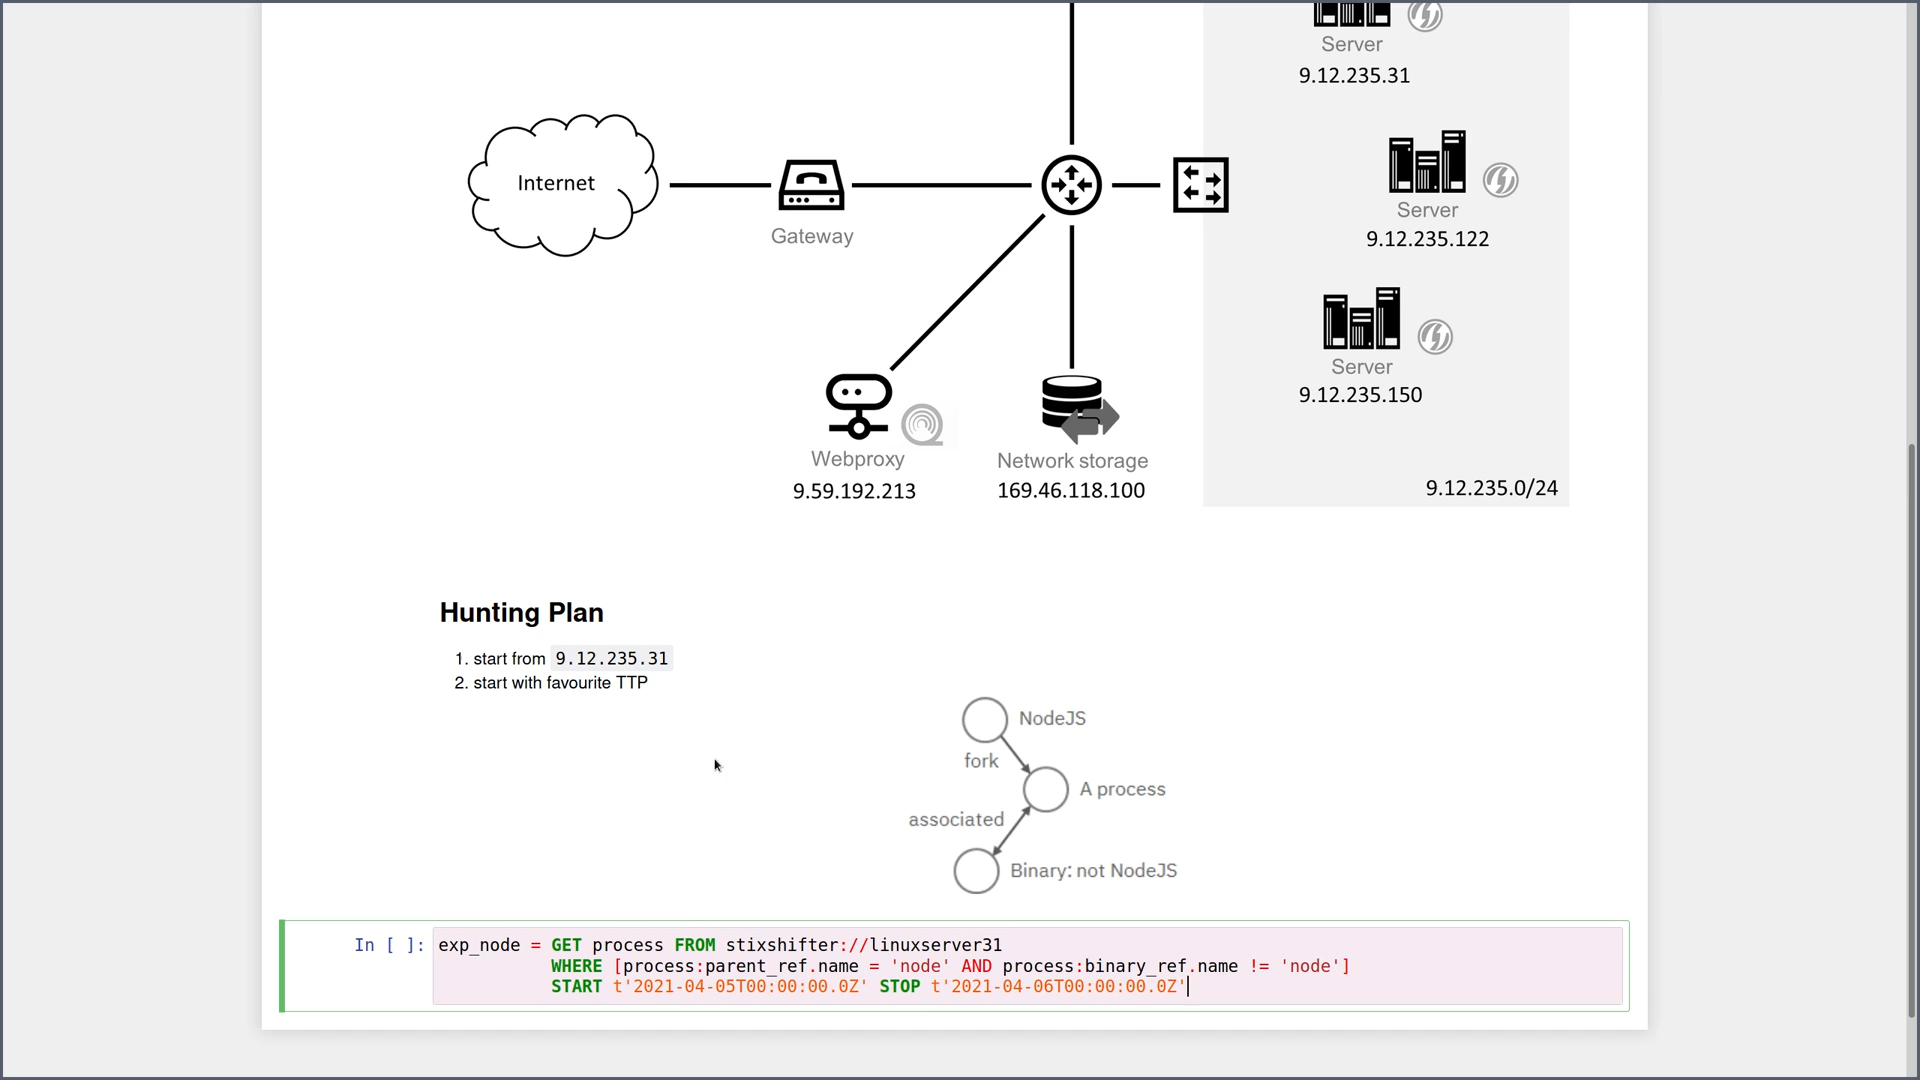 Server
9.12.235.31
Internet
Gateway
Server
9.12.235.122
Server
9.12.235.150
Webproxy
9.59.192.213
Network storage
169.46.118.100
9.12.235.0/24
Hunting Plan
1. start from 9.12.235.31
2. start with favourite TTP
NodeJS
fork
A process
associated
Binary: not NodeJS
In [ ]: exp_node = GET process FROM stixshifter://linuxserver31
WHERE [process:parent_ref.name = 'node' AND process:binary_ref.name != 'node']
START t'2021-04-05T00:00:00.0Z' STOP t'2021-04-06T00:00:00.0Z'